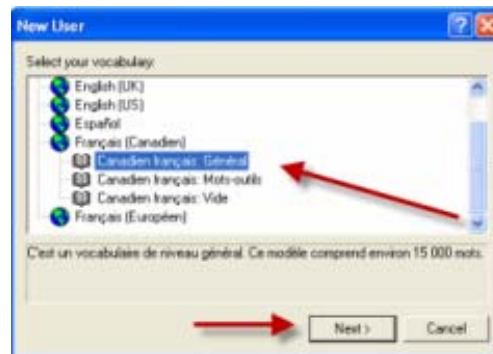 New User
Select your vocabulary:
English (UK)
English (US)
Español
Français (Canadien)
Canadien français: Général
Canadien français: Mots-outils
Canadien français: Vide
Français (Européen)
C'est un vocabulaire de niveau général. Ce modèle comprend environ 15 000 mots.
Next >
Cancel